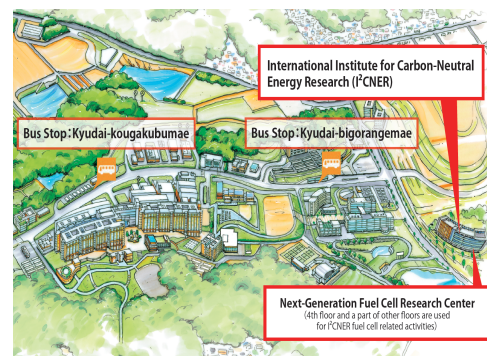 International Institute for Carbon-Neutral
Energy Research (I²CNER)
Bus Stop：Kyudai-kougakubumae
Bus Stop：Kyudai-bigorangemae
Next-Generation Fuel Cell Research Center
(4th floor and a part of other floors are used
for I²CNER fuel cell related activities)